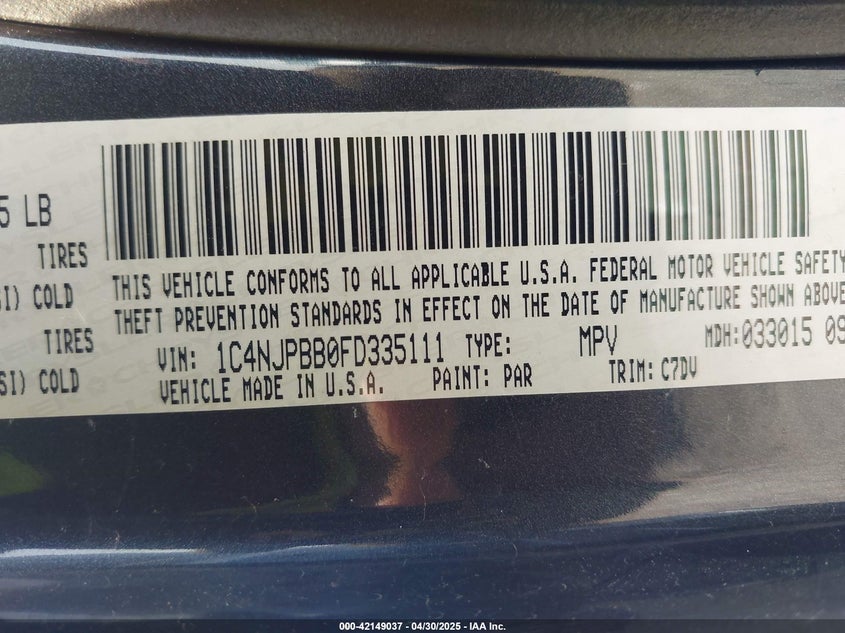 5 LB
TIRES
SI) COLD
TIRES
SI) COLD
THIS VEHICLE CONFORMS TO ALL APPLICABLE U.S.A. FEDERAL MOTOR VEHICLE SAFETY
THEFT PREVENTION STANDARDS IN EFFECT ON THE DATE OF MANUFACTURE SHOWN ABOVE
VIN: 1C4NJPBB0FD335111 TYPE: MPV MDH:033015 09
VEHICLE MADE IN U.S.A. PAINT: PAR TRIM: C7DV
000-42149037 - 04/30/2025 - IAA Inc.